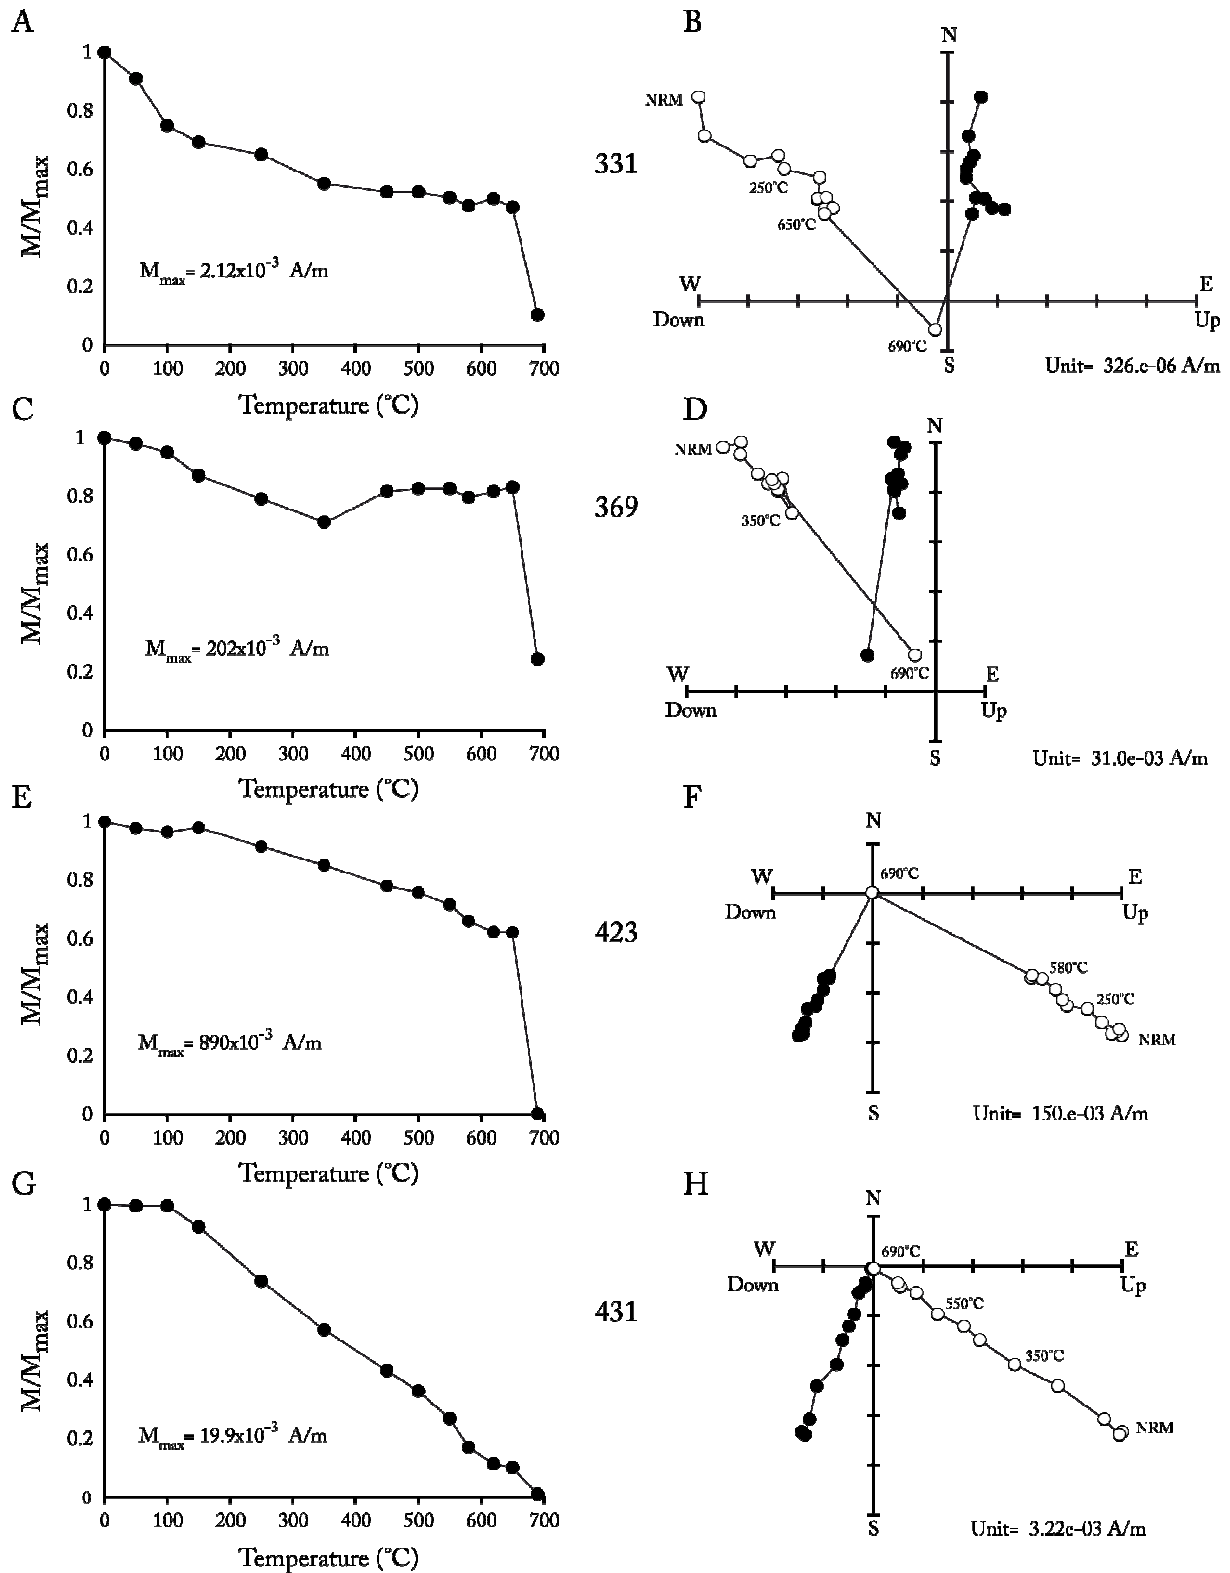 A
B
1
0.8
0.6
0.4
0.2
0
M/Mmax
Mmax= 2.12x10-3 A/m
0 100 200 300 400 500 600 700
Temperature (°C)
331
N
NRM
250°C
650°C
W
E
Down
Up
690°C
S
Unit= 326.e-06 A/m
C
D
1
0.8
0.6
0.4
0.2
0
M/Mmax
Mmax= 202x10-3 A/m
0 100 200 300 400 500 600 700
Temperature (°C)
369
N
NRM
350°C
W
E
690°C
Down
Up
S
Unit= 31.0e-03 A/m
E
F
1
0.8
0.6
0.4
0.2
0
M/Mmax
Mmax= 890x10-3 A/m
0 100 200 300 400 500 600 700
Temperature (°C)
423
N
690°C
W
E
Down
Up
580°C
250°C
NRM
S
Unit= 150.e-03 A/m
G
H
1
0.8
0.6
0.4
0.2
0
M/Mmax
Mmax= 19.9x10-3 A/m
0 100 200 300 400 500 600 700
Temperature (°C)
431
N
690°C
W
E
Down
Up
550°C
350°C
NRM
S
Unit= 3.22e-03 A/m